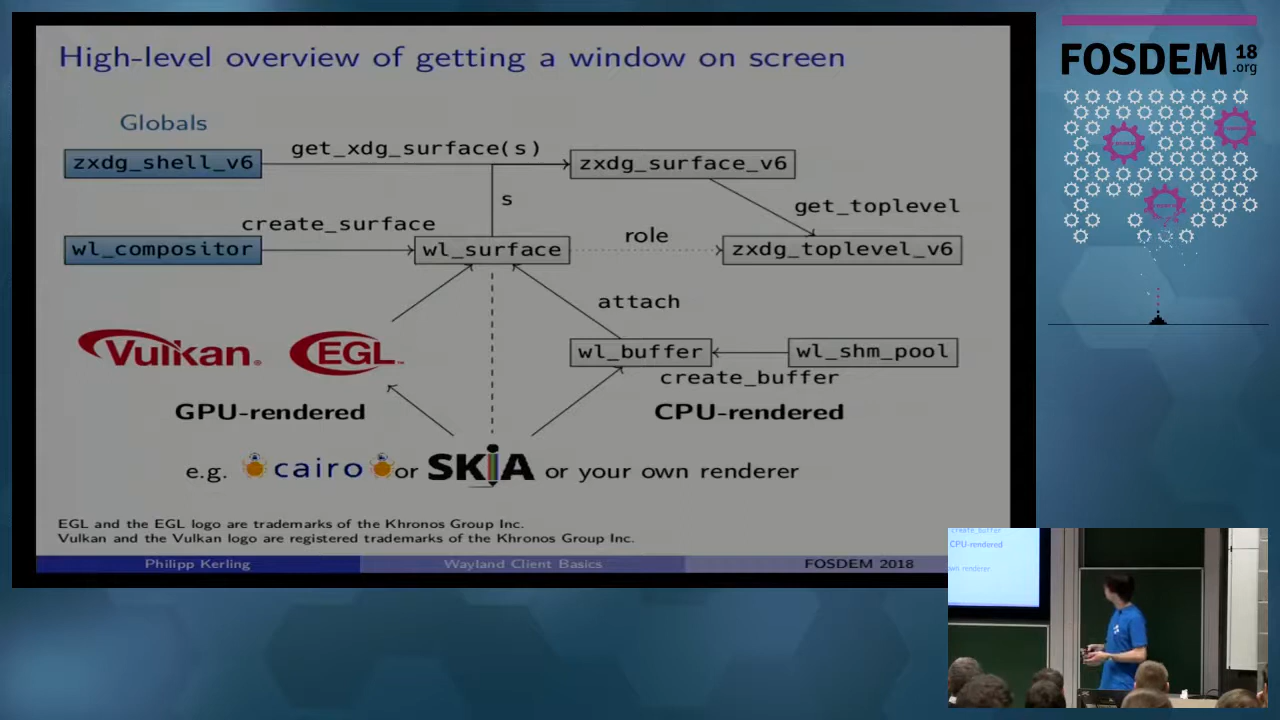 High-level overview of getting a window on screen
Globals
zxdg_shell_v6
get_xdg_surface(s)
zxdg_surface_v6
s
get_toplevel
wl_compositor
create_surface
wl_surface
role
zxdg_toplevel_v6
attach
Vulkan.
EGL
wl_buffer
wl_shm_pool
create_buffer
GPU-rendered
CPU-rendered
e.g. cairo or SKiA or your own renderer
EGL and the EGL logo are trademarks of the Khronos Group Inc.
Vulkan and the Vulkan logo are registered trademarks of the Khronos Group Inc.
Philipp Kerling
Wayland Client Basics
FOSDEM 2018
FOSDEM 18
.org
create_buffer
CPU-rendered
own renderer